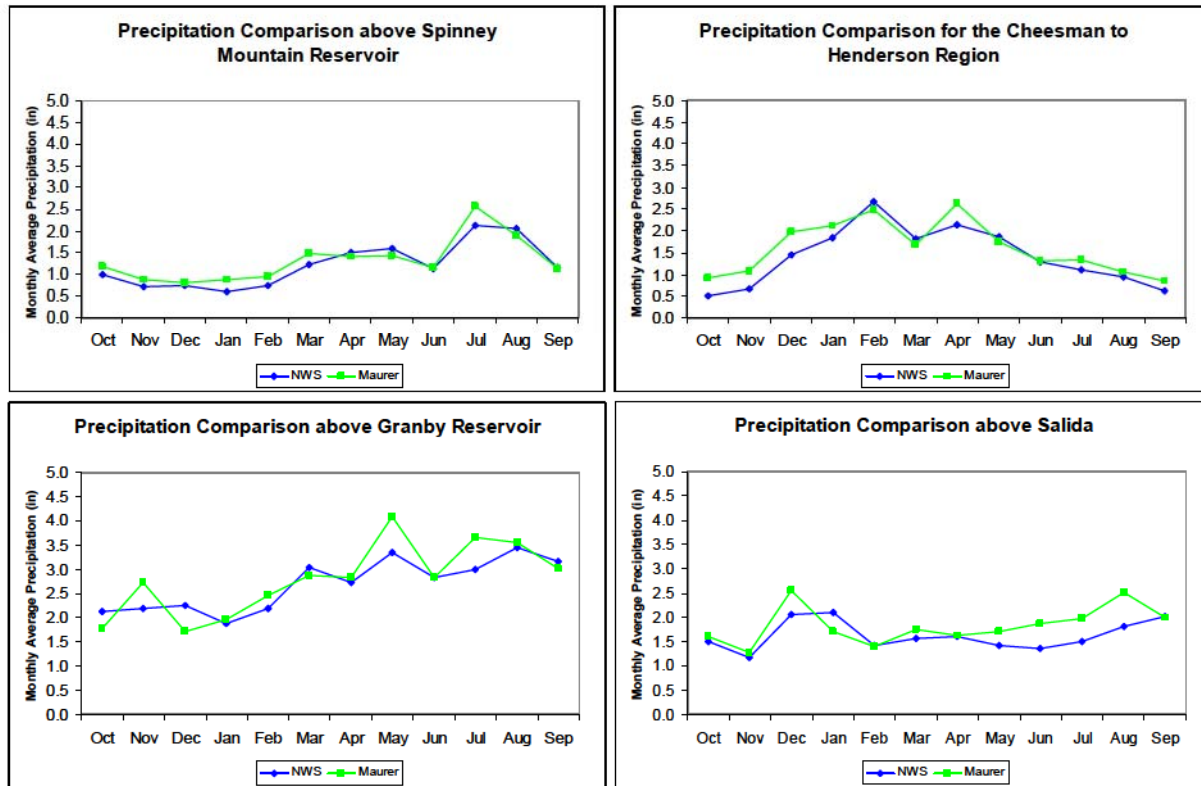 Precipitation Comparison above Spinney
Mountain Reservoir
Monthly Average Precipitation (in)
5.0
4.5
4.0
3.5
3.0
2.5
2.0
1.5
1.0
0.5
0.0
Oct Nov Dec Jan Feb Mar Apr May Jun Jul Aug Sep
NWS Maurer
Precipitation Comparison for the Cheesman to
Henderson Region
Monthly Average Precipitation (in)
5.0
4.5
4.0
3.5
3.0
2.5
2.0
1.5
1.0
0.5
0.0
Oct Nov Dec Jan Feb Mar Apr May Jun Jul Aug Sep
NWS Maurer
Precipitation Comparison above Granby Reservoir
Monthly Average Precipitation (in)
5.0
4.5
4.0
3.5
3.0
2.5
2.0
1.5
1.0
0.5
0.0
Oct Nov Dec Jan Feb Mar Apr May Jun Jul Aug Sep
NWS Maurer
Precipitation Comparison above Salida
Monthly Average Precipitation (in)
5.0
4.5
4.0
3.5
3.0
2.5
2.0
1.5
1.0
0.5
0.0
Oct Nov Dec Jan Feb Mar Apr May Jun Jul Aug Sep
NWS Maurer